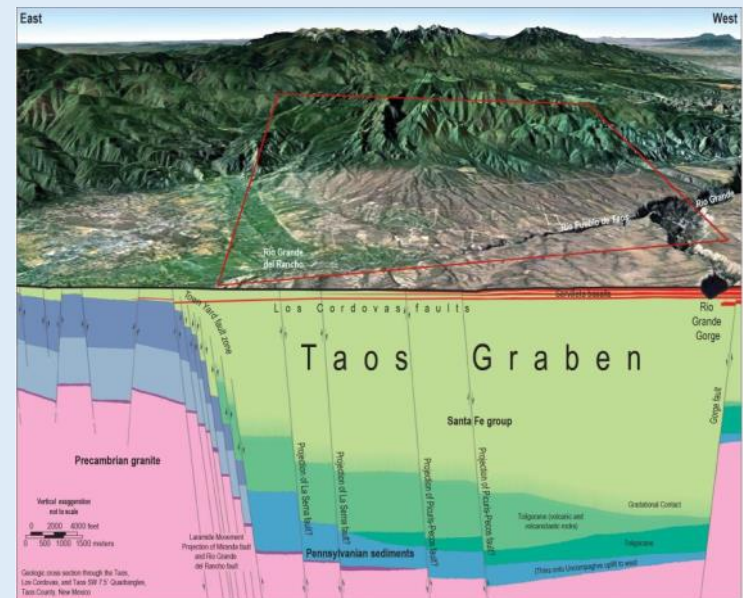 East
West
Rio Grande
Rio Pueblo de Taos
Rio Grande
del Rancho
Town Yard fault zone
Los Cordovas faults
Servilleta basalts
Rio
Grande
Gorge
Taos Graben
Gorge fault
Santa Fe group
Precambrian granite
Projection of La Serna fault?
Projection of La Serna fault?
Projection of Picuris-Pecos fault?
Projection of Picuris-Pecos fault?
Gradational Contact
Toligocene (volcanic and
volcaniclastic rocks)
Toligocene
Vertical exaggeration
not to scale
0 2000 4000 feet
0 500 1000 1500 meters
Laramide Movement
Projection of Miranda fault
and Rio Grande
del Rancho fault
Pennsylvanian sediments
(Thins onto Uncompaghre uplift to west)
Geologic cross section through the Taos,
Los Cordovas, and Taos SW 7.5' Quadrangles,
Taos County, New Mexico